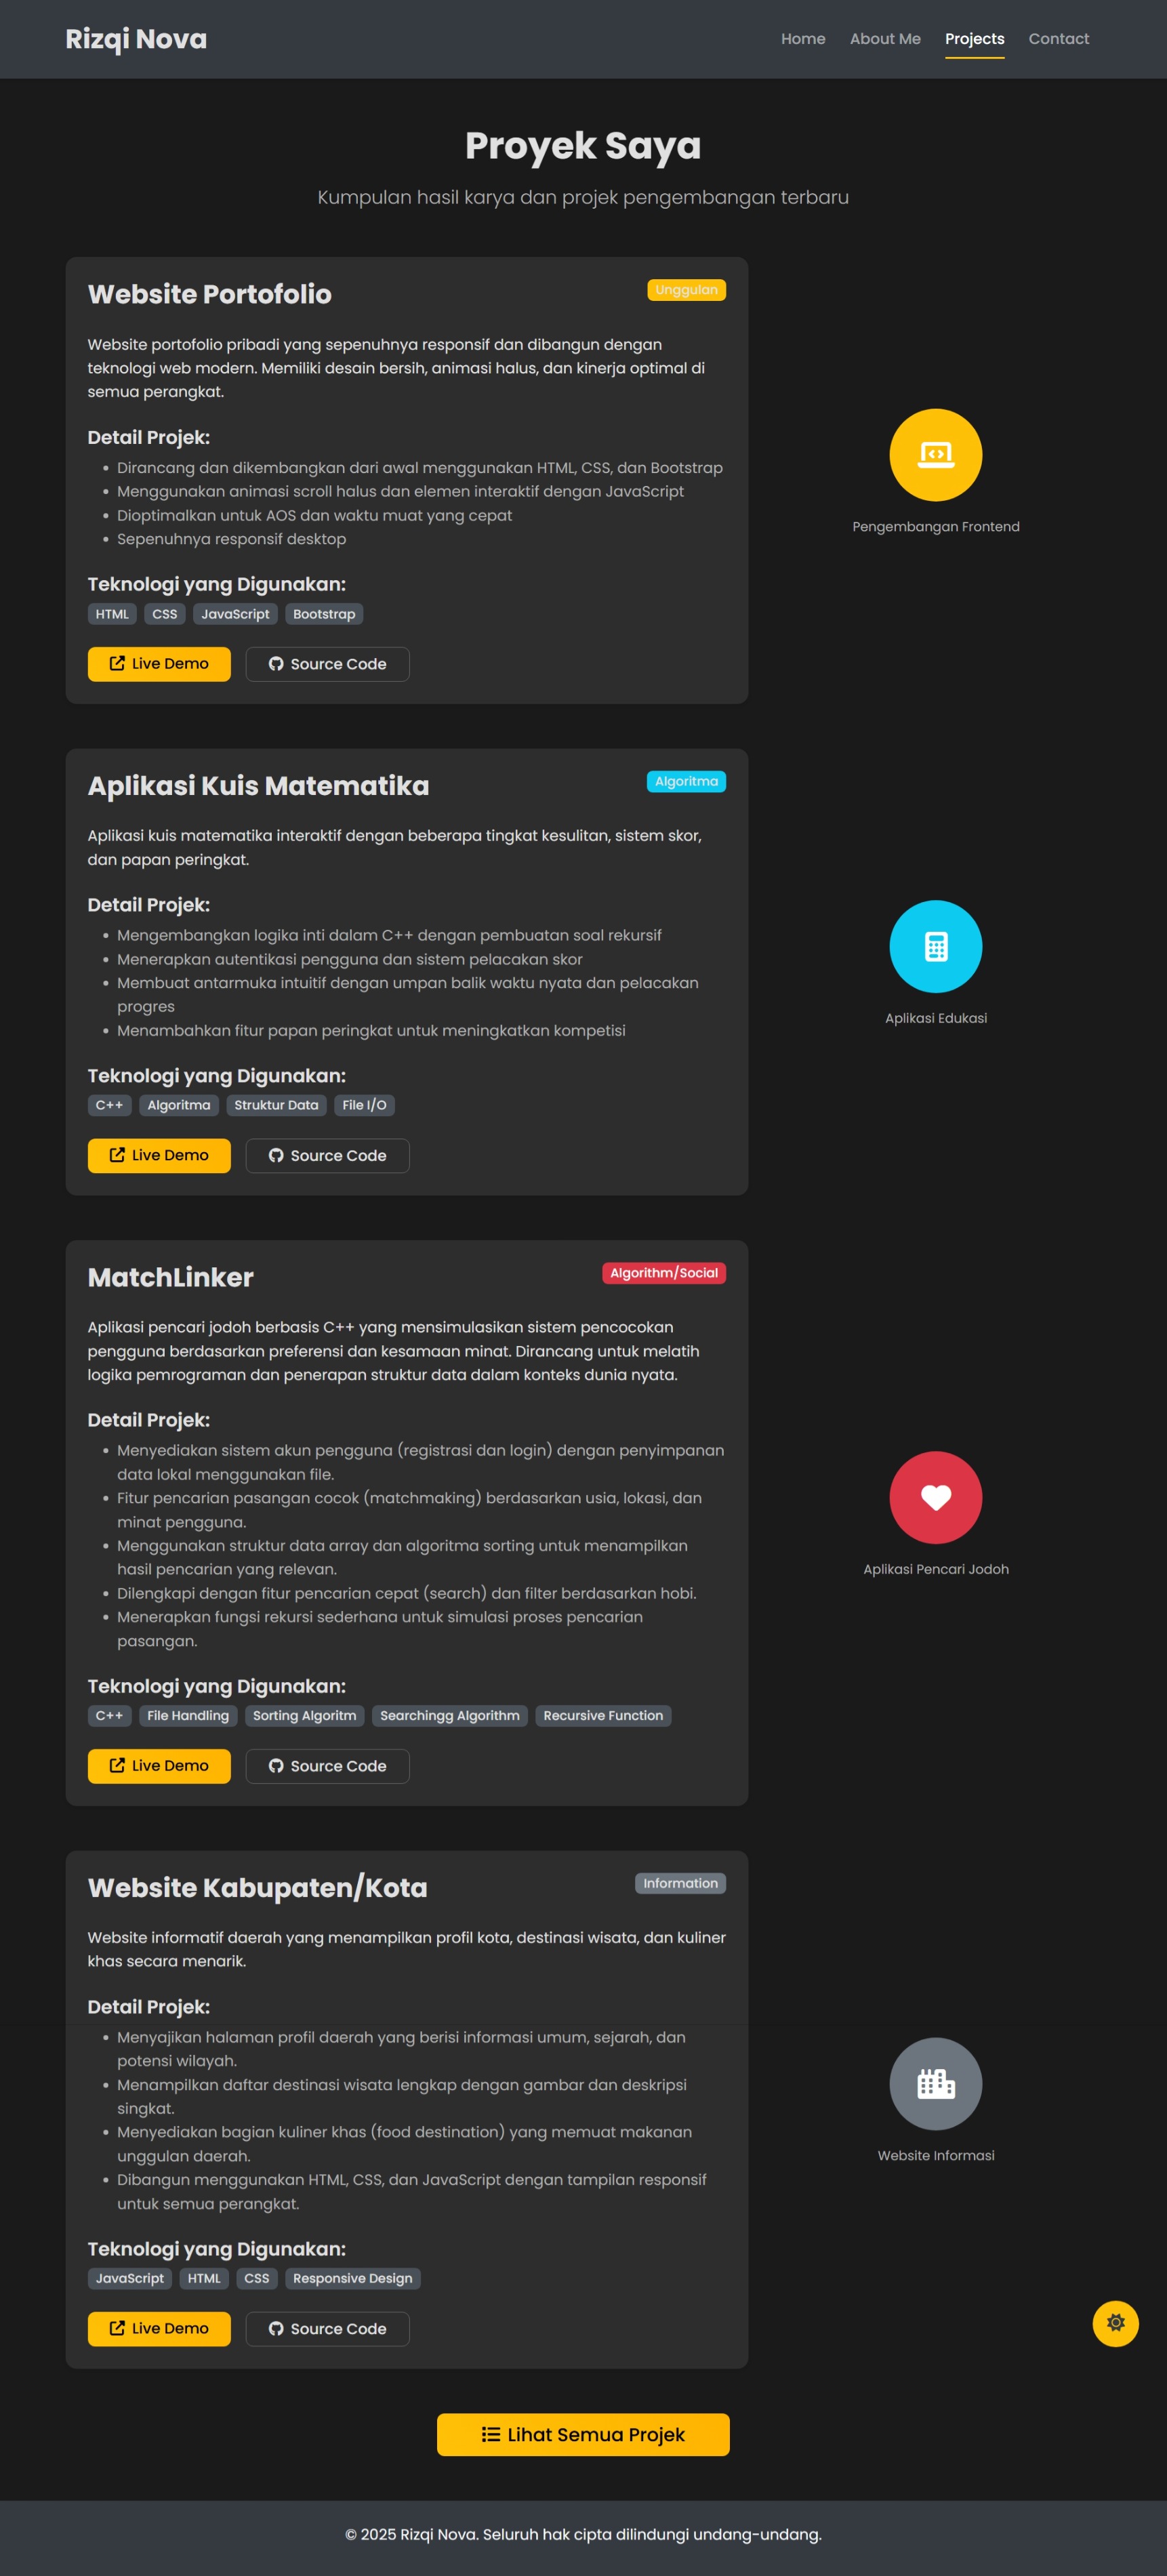 Rizqi Nova
Home About Me Projects Contact
Proyek Saya
Kumpulan hasil karya dan projek pengembangan terbaru
Website Portofolio
Unggulan
Website portofolio pribadi yang sepenuhnya responsif dan dibangun dengan
teknologi web modern. Memiliki desain bersih, animasi halus, dan kinerja optimal di
semua perangkat.
Detail Projek:
• Dirancang dan dikembangkan dari awal menggunakan HTML, CSS, dan Bootstrap
• Menggunakan animasi scroll halus dan elemen interaktif dengan JavaScript
• Dioptimalkan untuk AOS dan waktu muat yang cepat
• Sepenuhnya responsif desktop
Teknologi yang Digunakan:
HTML CSS JavaScript Bootstrap
Live Demo Source Code
Pengembangan Frontend
Aplikasi Kuis Matematika
Algoritma
Aplikasi kuis matematika interaktif dengan beberapa tingkat kesulitan, sistem skor,
dan papan peringkat.
Detail Projek:
• Mengembangkan logika inti dalam C++ dengan pembuatan soal rekursif
• Menerapkan autentikasi pengguna dan sistem pelacakan skor
• Membuat antarmuka intuitif dengan umpan balik waktu nyata dan pelacakan
progres
• Menambahkan fitur papan peringkat untuk meningkatkan kompetisi
Teknologi yang Digunakan:
C++ Algoritma Struktur Data File I/O
Live Demo Source Code
Aplikasi Edukasi
MatchLinker
Algorithm/Social
Aplikasi pencari jodoh berbasis C++ yang mensimulasikan sistem pencocokan
pengguna berdasarkan preferensi dan kesamaan minat. Dirancang untuk melatih
logika pemrograman dan penerapan struktur data dalam konteks dunia nyata.
Detail Projek:
• Menyediakan sistem akun pengguna (registrasi dan login) dengan penyimpanan
data lokal menggunakan file.
• Fitur pencarian pasangan cocok (matchmaking) berdasarkan usia, lokasi, dan
minat pengguna.
• Menggunakan struktur data array dan algoritma sorting untuk menampilkan
hasil pencarian yang relevan.
• Dilengkapi dengan fitur pencarian cepat (search) dan filter berdasarkan hobi.
• Menerapkan fungsi rekursi sederhana untuk simulasi proses pencarian
pasangan.
Teknologi yang Digunakan:
C++ File Handling Sorting Algoritm Searchingg Algorithm Recursive Function
Live Demo Source Code
Aplikasi Pencari Jodoh
Website Kabupaten/Kota
Information
Website informatif daerah yang menampilkan profil kota, destinasi wisata, dan kuliner
khas secara menarik.
Detail Projek:
• Menyajikan halaman profil daerah yang berisi informasi umum, sejarah, dan
potensi wilayah.
• Menampilkan daftar destinasi wisata lengkap dengan gambar dan deskripsi
singkat.
• Menyediakan bagian kuliner khas (food destination) yang memuat makanan
unggulan daerah.
• Dibangun menggunakan HTML, CSS, dan JavaScript dengan tampilan responsif
untuk semua perangkat.
Teknologi yang Digunakan:
JavaScript HTML CSS Responsive Design
Live Demo Source Code
Website Informasi
Lihat Semua Projek
© 2025 Rizqi Nova. Seluruh hak cipta dilindungi undang-undang.